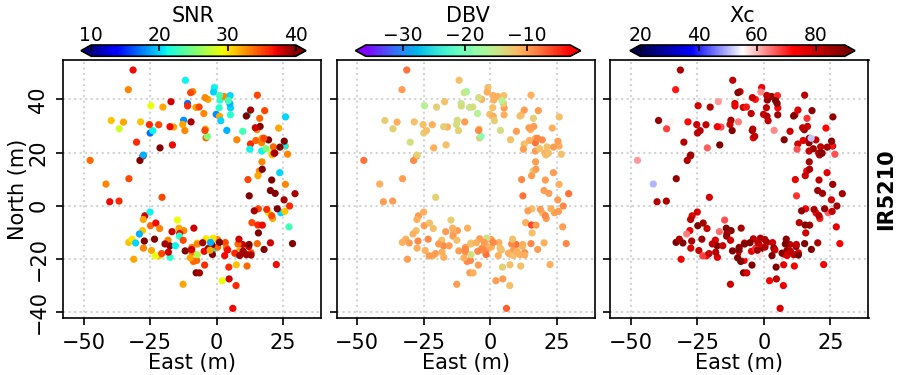 SNR
DBV
Xc
10 20 30 40
−30 −20 −10
20 40 60 80
North (m)
40
20
0
−20
−40
−50 −25 0 25
−50 −25 0 25
−50 −25 0 25
East (m)
East (m)
East (m)
IR5210